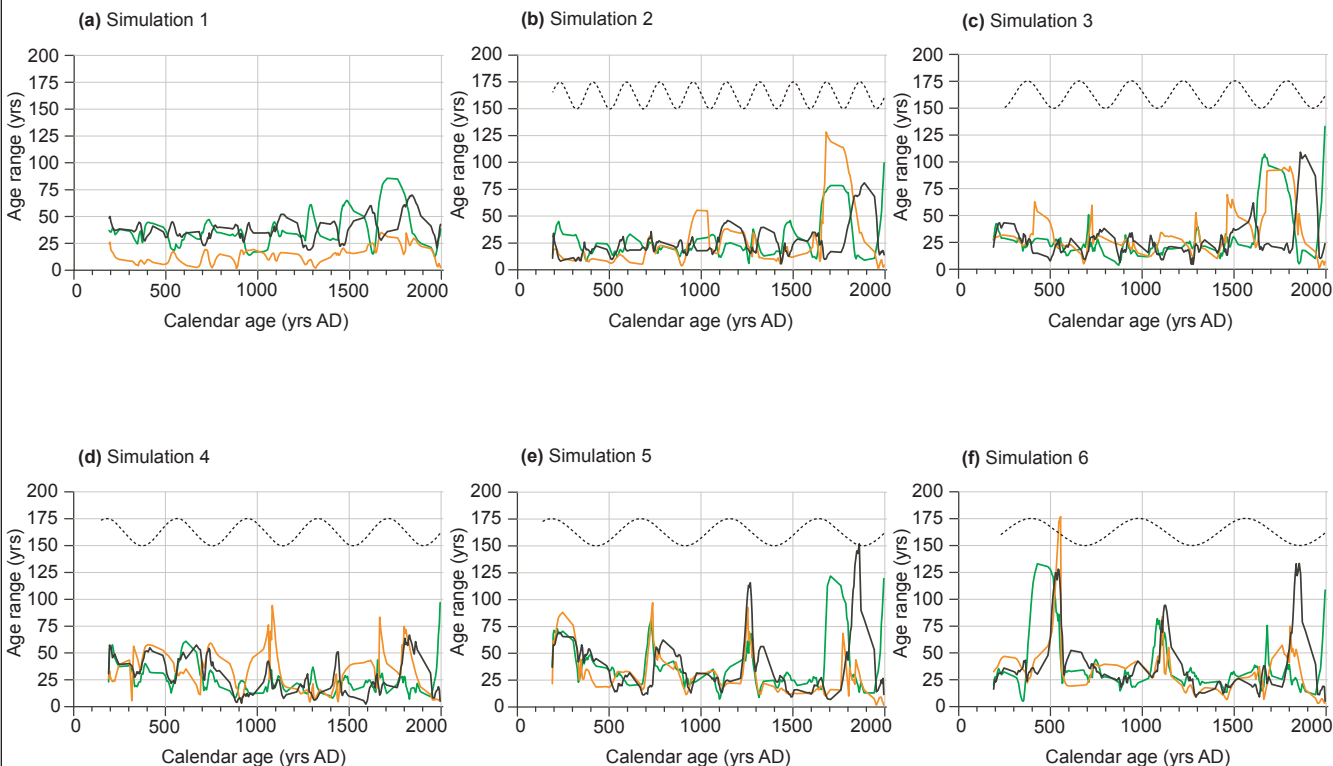 (a) Simulation 1
200
175
150
125
100
75
50
25
0
Age range (yrs)
0 500 1000 1500 2000
Calendar age (yrs AD)
(b) Simulation 2
200
175
150
125
100
75
50
25
0
Age range (yrs)
0 500 1000 1500 2000
Calendar age (yrs AD)
(c) Simulation 3
200
175
150
125
100
75
50
25
0
Age range (yrs)
0 500 1000 1500 2000
Calendar age (yrs AD)
(d) Simulation 4
200
175
150
125
100
75
50
25
0
Age range (yrs)
0 500 1000 1500 2000
Calendar age (yrs AD)
(e) Simulation 5
200
175
150
125
100
75
50
25
0
Age range (yrs)
0 500 1000 1500 2000
Calendar age (yrs AD)
(f) Simulation 6
200
175
150
125
100
75
50
25
0
Age range (yrs)
0 500 1000 1500 2000
Calendar age (yrs AD)